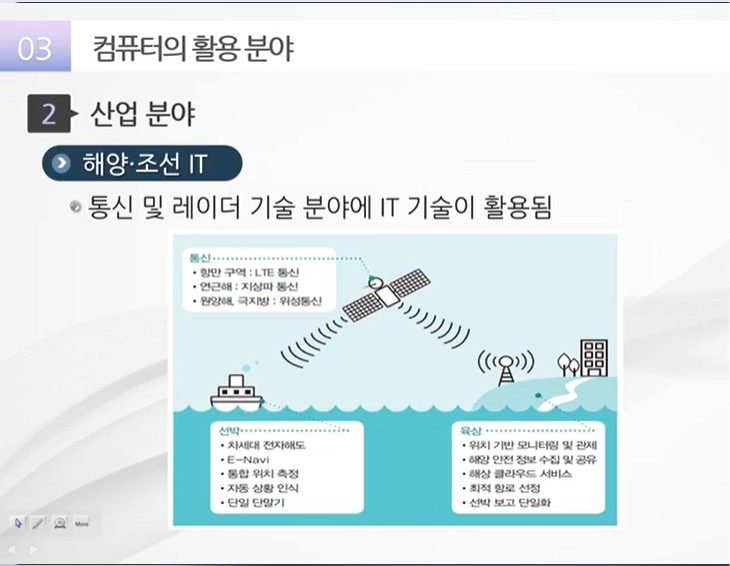 03 컴퓨터의 활용 분야
2 산업 분야
해양·조선 IT
통신 및 레이더 기술 분야에 IT 기술이 활용됨
통신
• 항만 구역 : LTE 통신
• 연근해 : 지상파 통신
• 원양해, 극지방 : 위성통신
선박
• 차세대 전자해도
• E-Navi
• 통합 위치 측정
• 자동 상황 인식
• 단일 단말기
육상
• 위치 기반 모니터링 및 관제
• 해양 안전 정보 수집 및 공유
• 해상 클라우드 서비스
• 최적 항로 선정
• 선박 보고 단일화
More